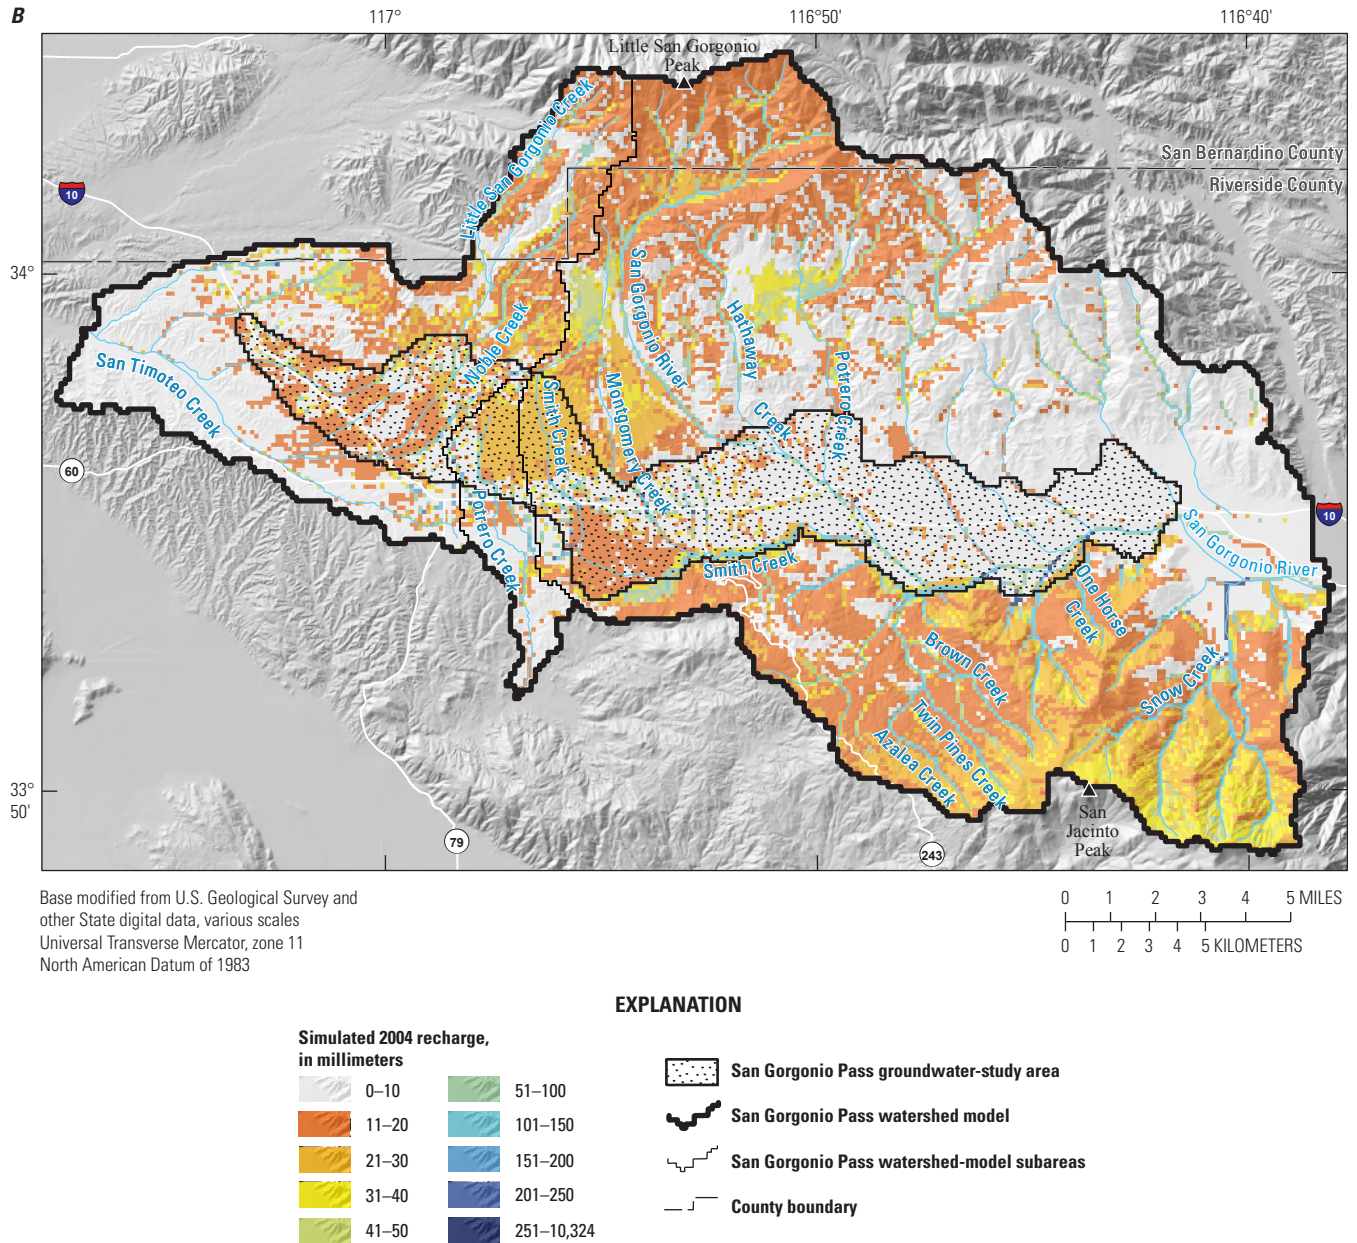 B
117°
116°50'
116°40'
Little San Gorgonio
Peak
Little San Gorgonio Creek
San Bernardino County
Riverside County
10
34°
San Gorgonio River
Noble Creek
Hathaway
Creek
Potrero Creek
San Timoteo Creek
Smith Creek
Montgomery Creek
60
Potrero Creek
10
San Gorgonio River
Smith Creek
One Horse
Creek
Brown Creek
Snow Creek
Twin Pines Creek
Azalea Creek
33°
50'
San
Jacinto
Peak
79
243
Base modified from U.S. Geological Survey and
other State digital data, various scales
Universal Transverse Mercator, zone 11
North American Datum of 1983
0 1 2 3 4 5 MILES
0 1 2 3 4 5 KILOMETERS
EXPLANATION
Simulated 2004 recharge,
in millimeters
0–10
11–20
21–30
31–40
41–50
51–100
101–150
151–200
201–250
251–10,324
San Gorgonio Pass groundwater-study area
San Gorgonio Pass watershed model
San Gorgonio Pass watershed-model subareas
County boundary